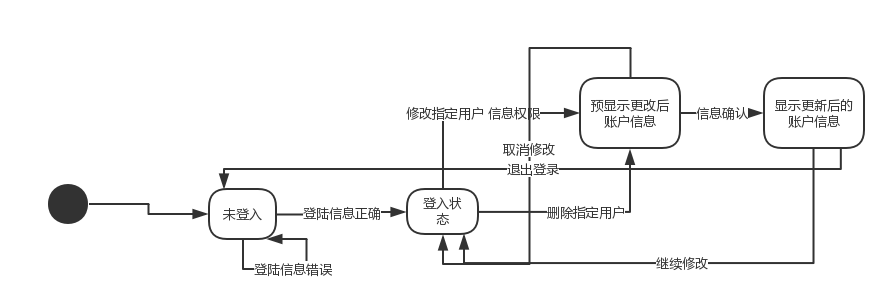 修改指定用户 信息权限
预显示更改后
账户信息
信息确认
显示更新后的
账户信息
取消修改
退出登录
未登入
登陆信息正确
登入状
态
删除指定用户
登陆信息错误
继续修改